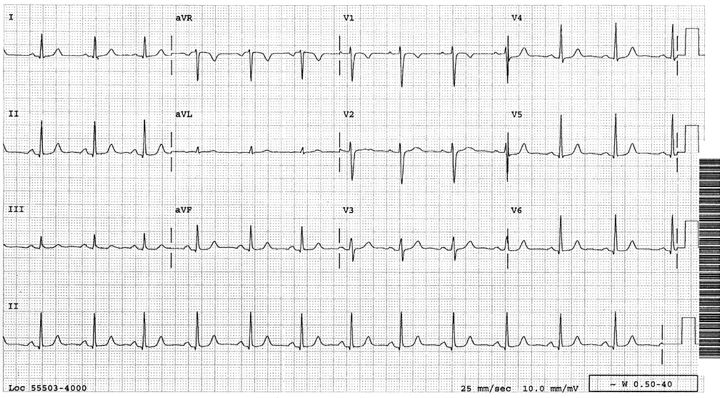 I aVR V1 V4
II aVL V2 V5
III aVF V3 V6
II
Loc 55503-4000 25 mm/sec 10.0 mm/mV ~ W 0.50-40